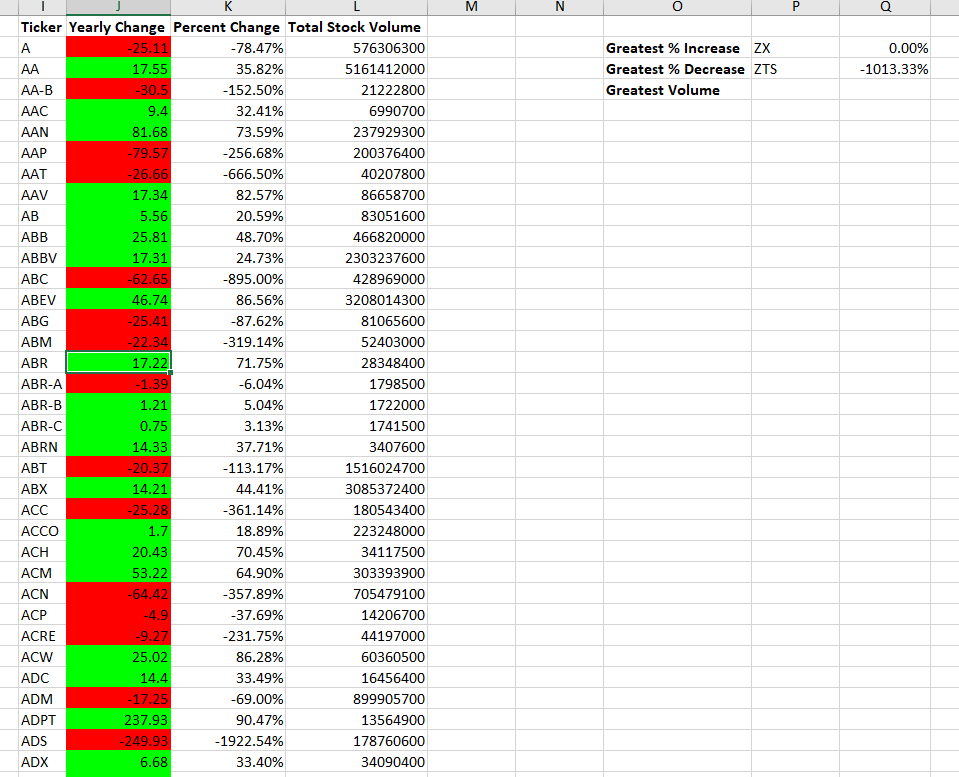 I J K L M N O P Q
Ticker Yearly Change Percent Change Total Stock Volume
A -25.11 -78.47% 576306300 Greatest % Increase ZX 0.00%
AA 17.55 35.82% 5161412000 Greatest % Decrease ZTS -1013.33%
AA-B -30.5 -152.50% 21222800 Greatest Volume
AAC 9.4 32.41% 6990700
AAN 81.68 73.59% 237929300
AAP -79.57 -256.68% 200376400
AAT -26.66 -666.50% 40207800
AAV 17.34 82.57% 86658700
AB 5.56 20.59% 83051600
ABB 25.81 48.70% 466820000
ABBV 17.31 24.73% 2303237600
ABC -62.65 -895.00% 428969000
ABEV 46.74 86.56% 3208014300
ABG -25.41 -87.62% 81065600
ABM -22.34 -319.14% 52403000
ABR 17.22 71.75% 28348400
ABR-A -1.39 -6.04% 1798500
ABR-B 1.21 5.04% 1722000
ABR-C 0.75 3.13% 1741500
ABRN 14.33 37.71% 3407600
ABT -20.37 -113.17% 1516024700
ABX 14.21 44.41% 3085372400
ACC -25.28 -361.14% 180543400
ACCO 1.7 18.89% 223248000
ACH 20.43 70.45% 34117500
ACM 53.22 64.90% 303393900
ACN -64.42 -357.89% 705479100
ACP -4.9 -37.69% 14206700
ACRE -9.27 -231.75% 44197000
ACW 25.02 86.28% 60360500
ADC 14.4 33.49% 16456400
ADM -17.25 -69.00% 899905700
ADPT 237.93 90.47% 13564900
ADS -249.93 -1922.54% 178760600
ADX 6.68 33.40% 34090400